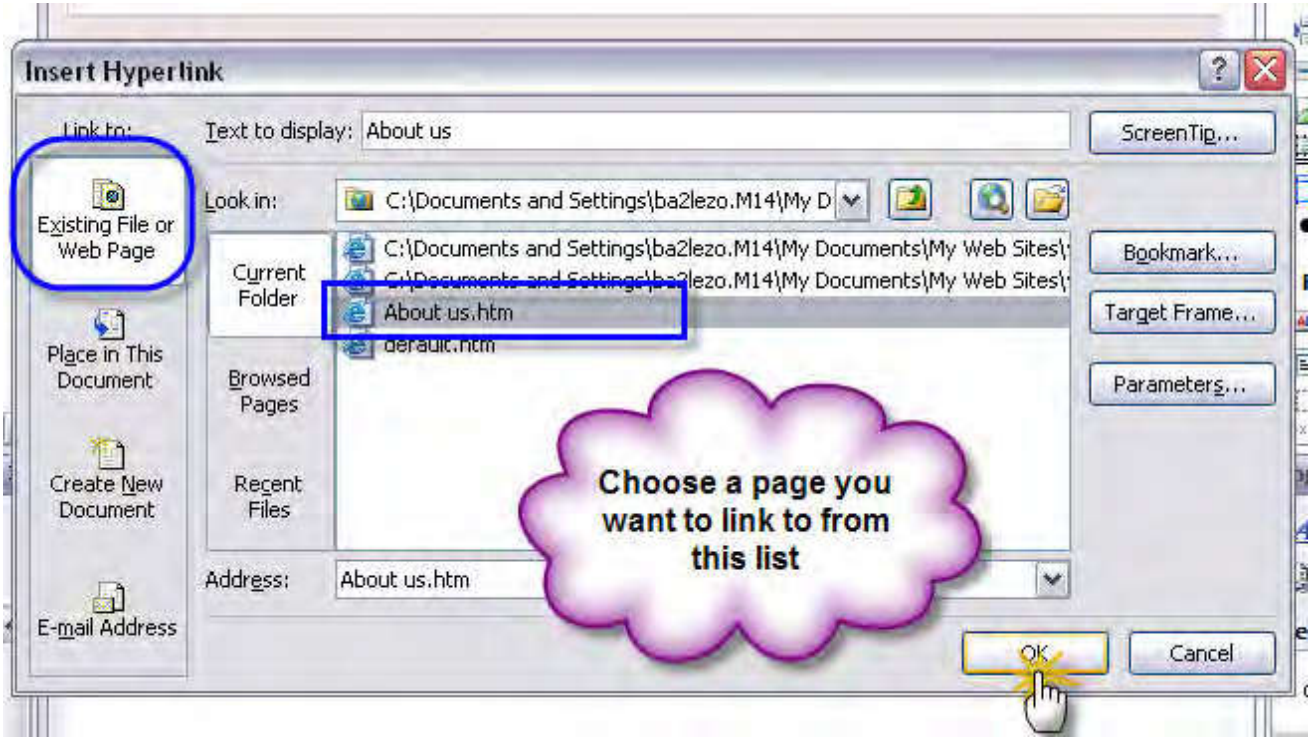 Insert Hyperlink
Link to:
Text to display: About us
ScreenTip...
Existing File or
Web Page
Look in:
C:\Documents and Settings\ba2lezo.M14\My D
Current
Folder
C:\Documents and Settings\ba2lezo.M14\My Documents\My Web Sites\
C:\Documents and Settings\ba2lezo.M14\My Documents\My Web Sites\
About us.htm
default.htm
Bookmark...
Target Frame...
Parameters...
Place in This
Document
Browsed
Pages
Create New
Document
Recent
Files
Choose a page you
want to link to from
this list
Address:
About us.htm
E-mail Address
OK
Cancel